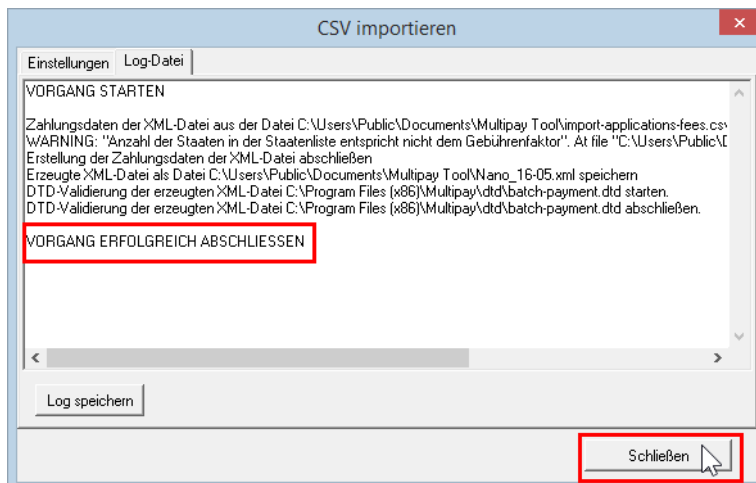 CSV importieren
Einstellungen Log-Datei
VORGANG STARTEN
Zahlungsdaten der XML-Datei aus der Datei C:\Users\Public\Documents\Multipay Tool\import-applications-fees.csv
WARNING: "Anzahl der Staaten in der Staatenliste entspricht nicht dem Gebührenfaktor". At file "C:\Users\Public\
Erstellung der Zahlungsdaten der XML-Datei abschließen
Erzeugte XML-Datei als Datei C:\Users\Public\Documents\Multipay Tool\Nano_16-05.xml speichern
DTD-Validierung der erzeugten XML-Datei C:\Program Files (x86)\Multipay\dtd\batch-payment.dtd starten.
DTD-Validierung der erzeugten XML-Datei C:\Program Files (x86)\Multipay\dtd\batch-payment.dtd abschließen.
VORGANG ERFOLGREICH ABSCHLIESSEN
Log speichern
Schließen